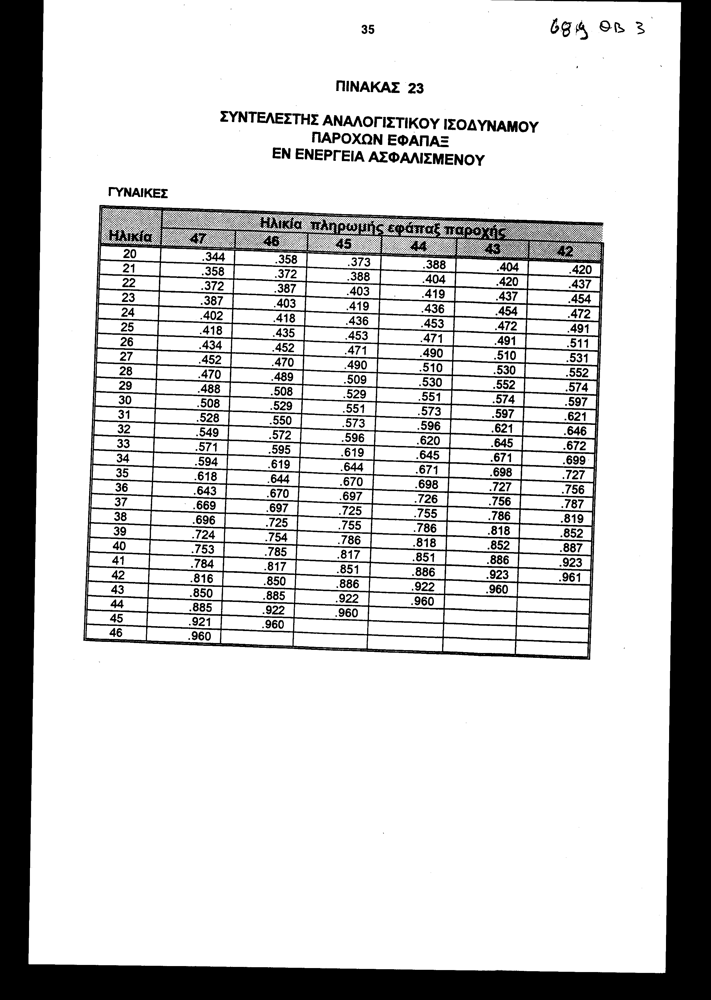 35
ΠΙΝΑΚΑΣ 23
ΣΥΝΤΕΛΕΣΤΗΣ ΑΝΑΛΟΓΙΣΤΙΚΟΥ ΙΣΟΔΥΝΑΜΟΥ
ΠΑΡΟΧΩΝ ΕΦΑΠΑΞ
ΕΝ ΕΝΕΡΓΕΙΑ ΑΣΦΑΛΙΣΜΕΝΟΥ
ΓΥΝΑΙΚΕΣ
Ηλικία πληρωμής εφάπαξ παροχής
Ηλικία 47 46 45 44 43 42
20 .344 .358 .373 .388 .404 .420
21 .358 .372 .388 .404 .420 .437
22 .372 .387 .403 .419 .437 .454
23 .387 .403 .419 .436 .454 .472
24 .402 .418 .436 .453 .472 .491
25 .418 .435 .453 .471 .491 .511
26 .434 .452 .471 .490 .510 .531
27 .452 .470 .490 .510 .530 .552
28 .470 .489 .509 .530 .552 .574
29 .488 .508 .529 .551 .574 .597
30 .508 .529 .551 .573 .597 .621
31 .528 .550 .573 .596 .621 .646
32 .549 .572 .596 .620 .645 .672
33 .571 .595 .619 .645 .671 .699
34 .594 .619 .644 .671 .698 .727
35 .618 .644 .670 .698 .727 .756
36 .643 .670 .697 .726 .756 .787
37 .669 .697 .725 .755 .786 .819
38 .696 .725 .755 .786 .818 .852
39 .724 .754 .786 .818 .852 .887
40 .753 .785 .817 .851 .886 .923
41 .784 .817 .851 .886 .923 .961
42 .816 .850 .886 .922 .960
43 .850 .885 .922 .960
44 .885 .922 .960
45 .921 .960
46 .960